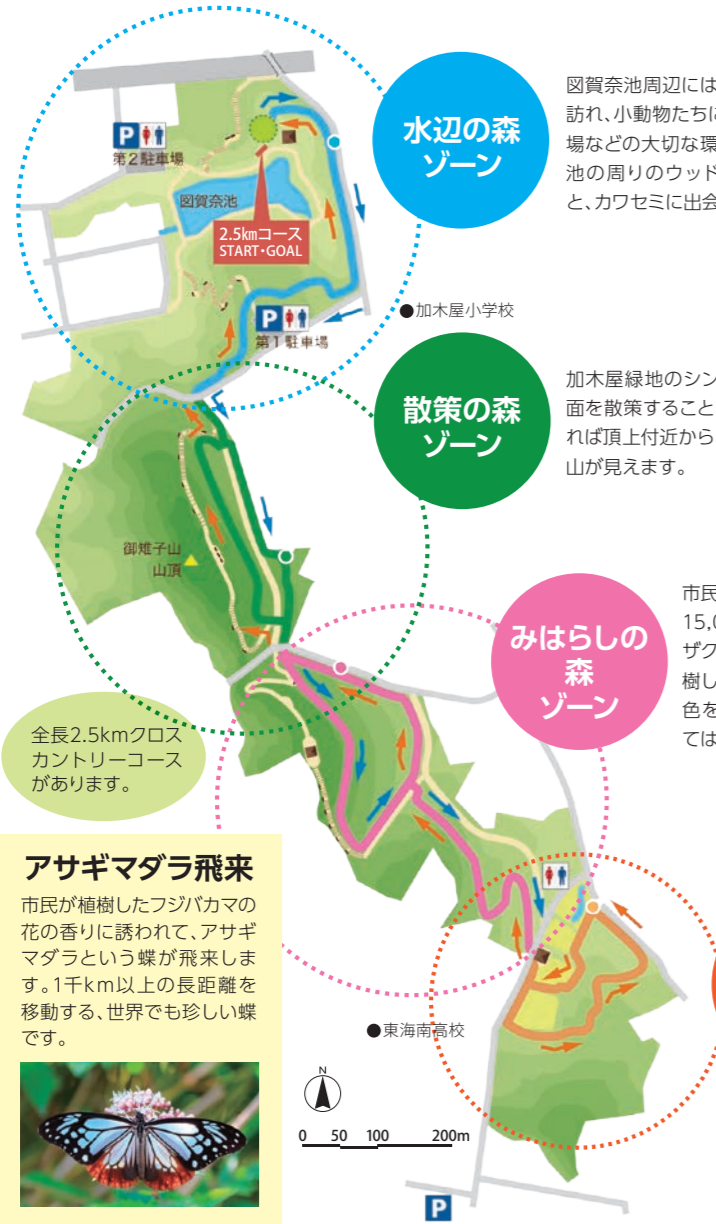 P
第2駐車場
図賀奈池
2.5kmコース
START・GOAL
P
第1駐車場
水辺の森
ゾーン
図賀奈池周辺には
訪れ、小動物たちに
場などの大切な環
池の周りのウッド
と、カワセミに出会
●加木屋小学校
散策の森
ゾーン
加木屋緑地のシン
面を散策すること
れば頂上付近から
山が見えます。
御雉子山
山頂
みはらしの
森
ゾーン
市民
15,0
ザク
樹し
色を
ては
全長2.5kmクロス
カントリーコース
があります。
アサギマダラ飛来
市民が植樹したフジバカマの
花の香りに誘われて、アサギ
マダラという蝶が飛来しま
す。1千km以上の長距離を
移動する、世界でも珍しい蝶
です。
●東海南高校
N
0 50 100 200m
P